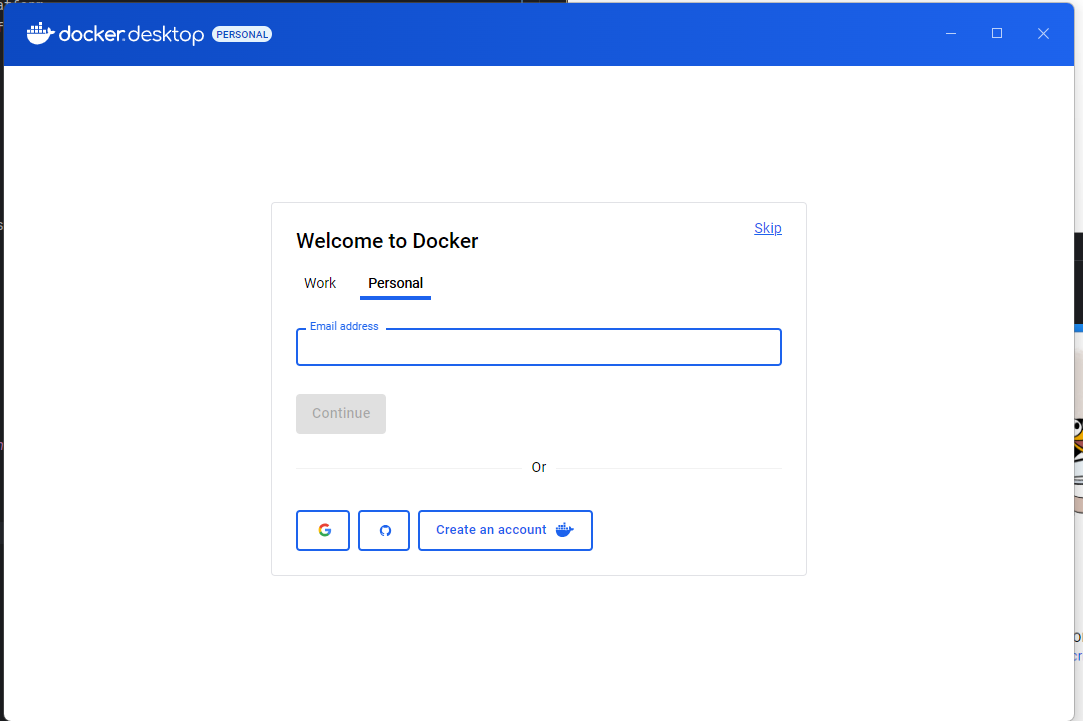 docker.desktop PERSONAL
Skip
Welcome to Docker
Work Personal
Email address
Continue
Or
Create an account